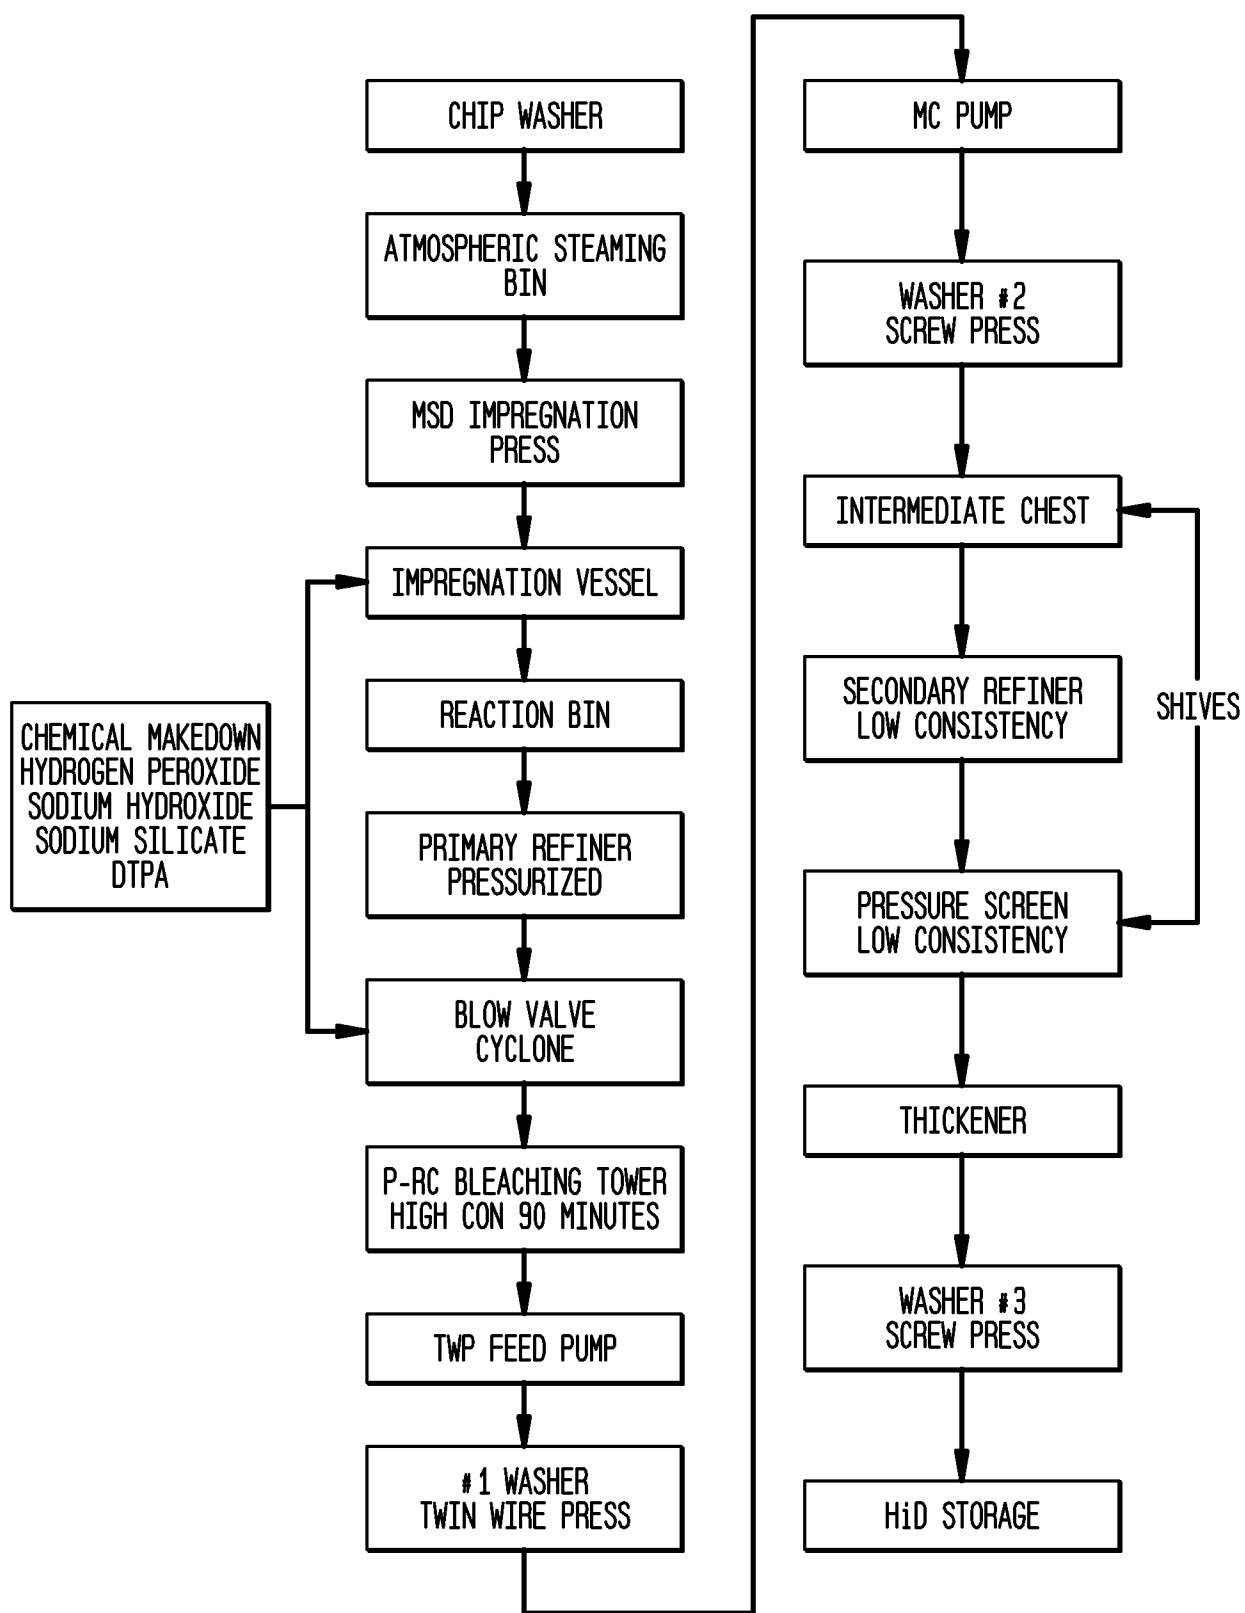 CHIP WASHER
ATMOSPHERIC STEAMING
BIN
MSD IMPREGNATION
PRESS
IMPREGNATION VESSEL
REACTION BIN
CHEMICAL MAKEDOWN
HYDROGEN PEROXIDE
SODIUM HYDROXIDE
SODIUM SILICATE
DTPA
PRIMARY REFINER
PRESSURIZED
BLOW VALVE
CYCLONE
P-RC BLEACHING TOWER
HIGH CON 90 MINUTES
TWP FEED PUMP
#1 WASHER
TWIN WIRE PRESS
MC PUMP
WASHER #2
SCREW PRESS
INTERMEDIATE CHEST
SECONDARY REFINER
LOW CONSISTENCY
SHIVES
PRESSURE SCREEN
LOW CONSISTENCY
THICKENER
WASHER #3
SCREW PRESS
HiD STORAGE